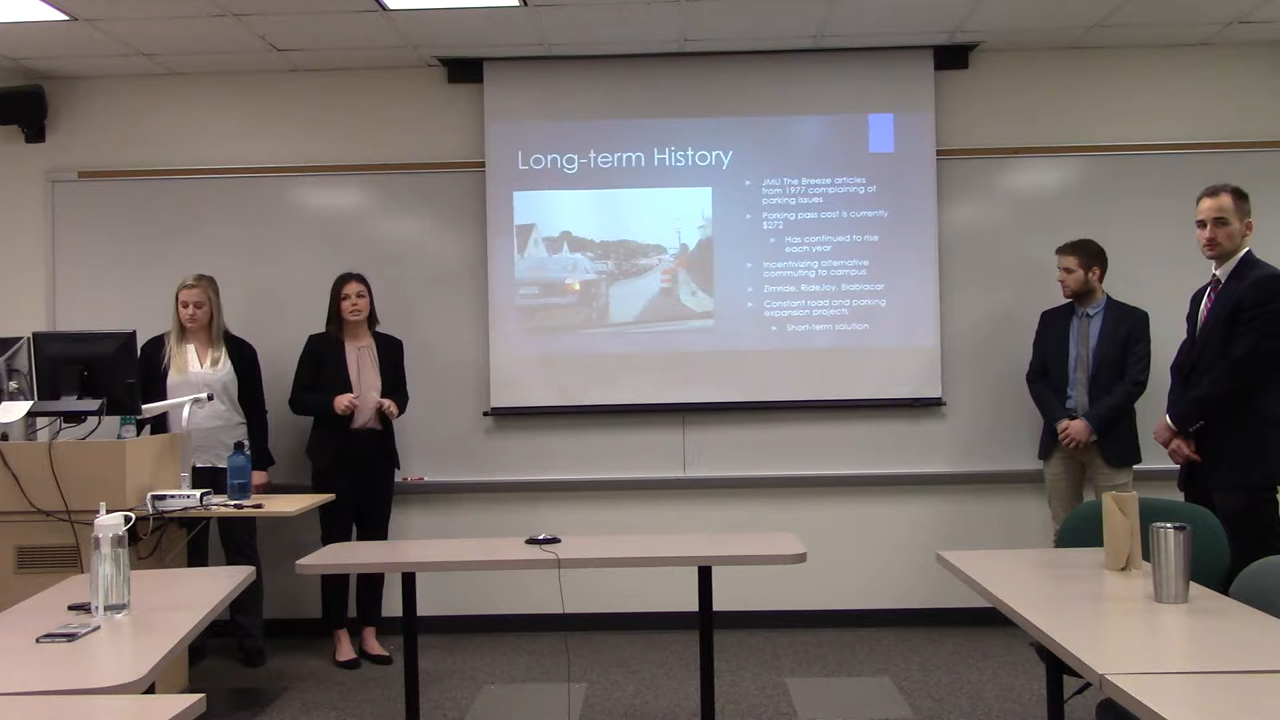 Long-term History
JMU The Breeze articles
from 1977 complaining of
parking issues
Parking pass cost is currently
$272
Has continued to rise
each year
Incentivizing alternative
commuting to campus
Zimride, RideJoy, Blablacar
Constant road and parking
expansion projects
Short-term solution